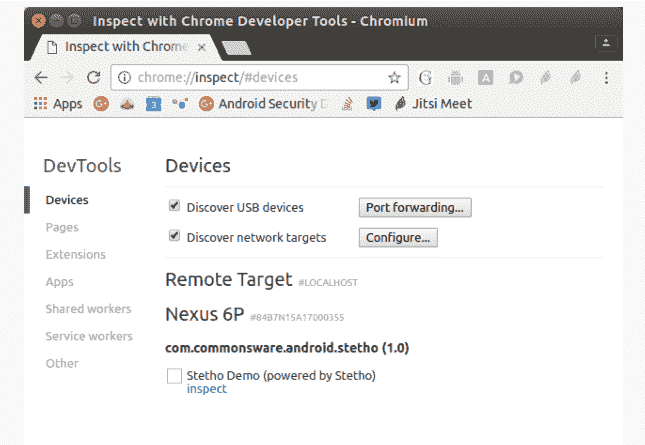 Inspect with Chrome Developer Tools - Chromium
Inspect with Chrome
chrome://inspect/#devices
Apps
3
Android Security
Jitsi Meet
DevTools
Devices
Pages
Extensions
Apps
Shared workers
Service workers
Other
Devices
Discover USB devices
Port forwarding...
Discover network targets
Configure...
Remote Target #LOCALHOST
Nexus 6P #84B7N15A17000355
com.commonsware.android.stetho (1.0)
Stetho Demo (powered by Stetho)
inspect